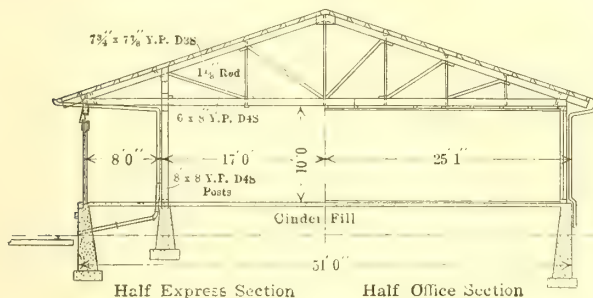 7¾" x 7⅛" Y.P. D3S
1⅛" Rod
6 x 8" Y.P. D4S
8'0"
17'0"
10'0
25'1"
8 x 8 Y.P. D4S
Posts
Cinder Fill
51'0"
Half Express Section
Half Office Section